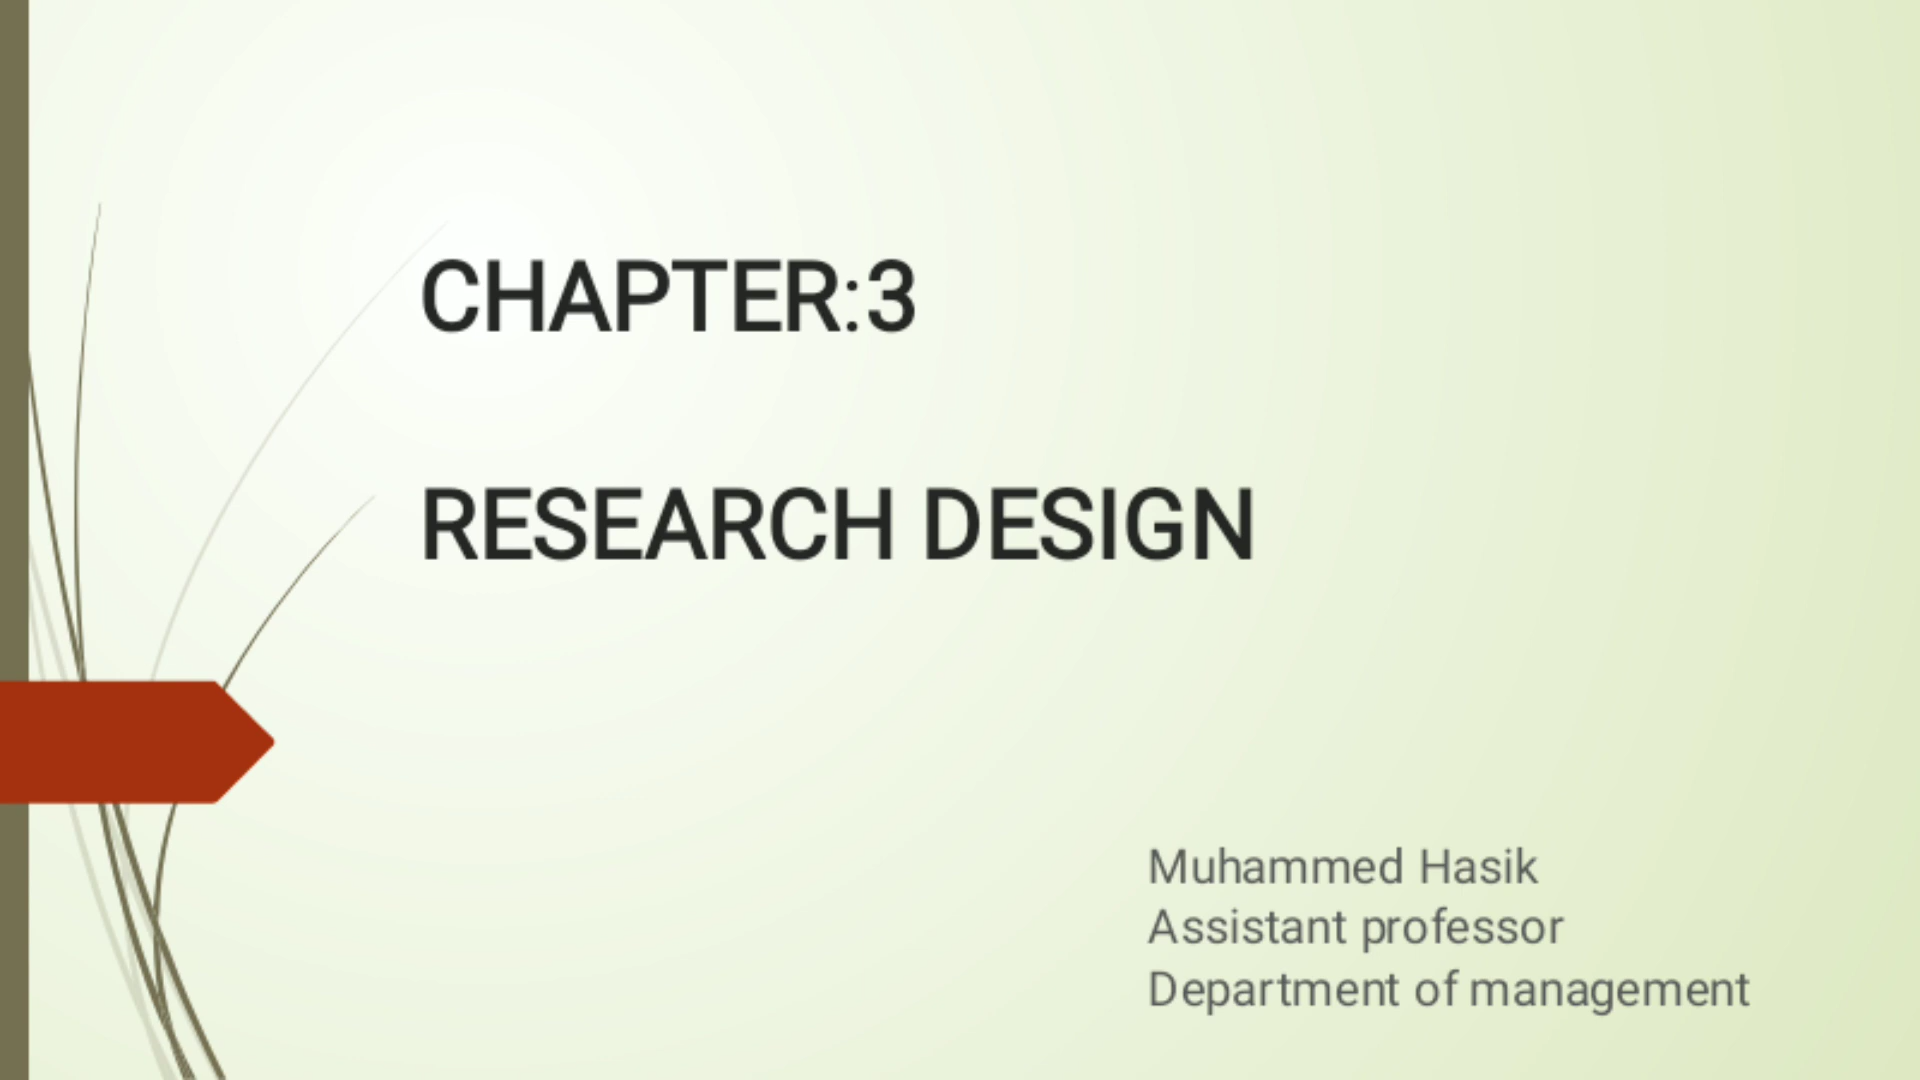 CHAPTER:3
RESEARCH DESIGN
Muhammed Hasik
Assistant professor
Department of management